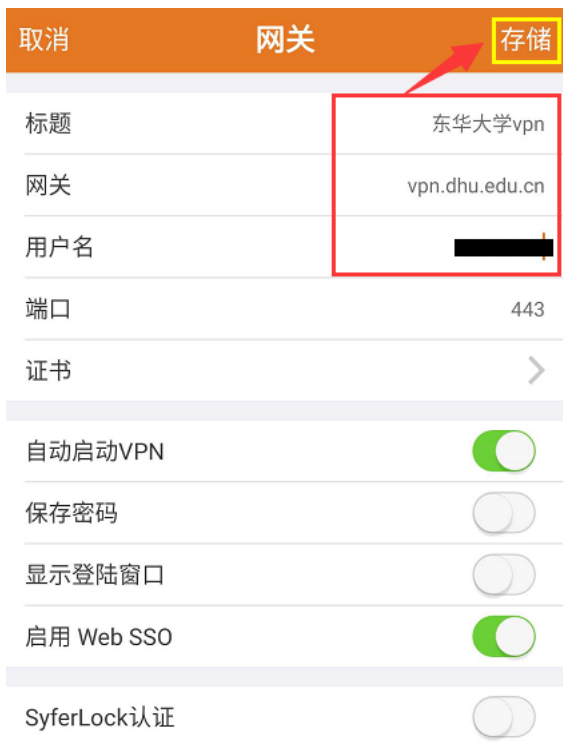 取消 网关 存储
标题 东华大学vpn
网关 vpn.dhu.edu.cn
用户名
端口 443
证书
自动启动VPN
保存密码
显示登陆窗口
启用 Web SSO
SyferLock认证